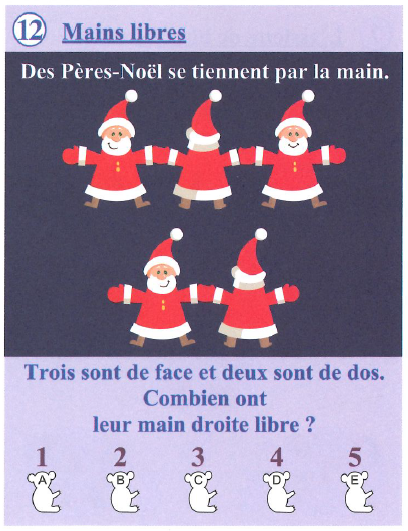 12 Mains libres
Des Pères-Noël se tiennent par la main.
Trois sont de face et deux sont de dos.
Combien ont
leur main droite libre ?
1 2 3 4 5
A B C D E